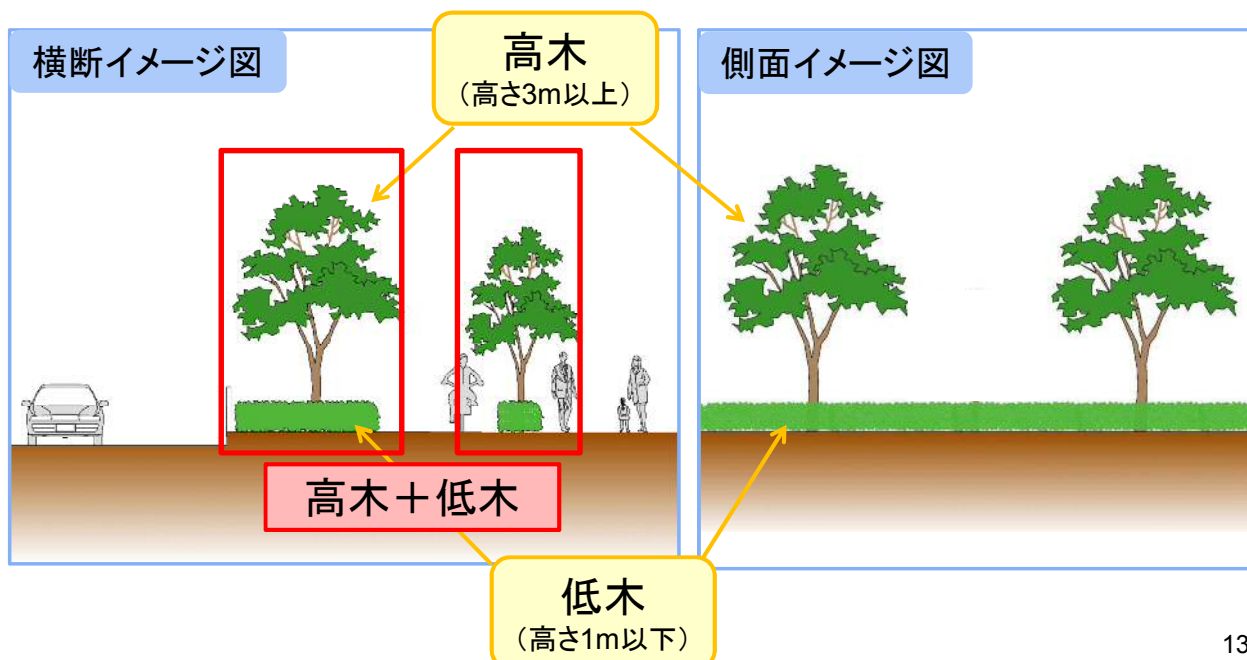 横断イメージ図
高木
（高さ3m以上）
側面イメージ図
高木＋低木
低木
（高さ1m以下）
13